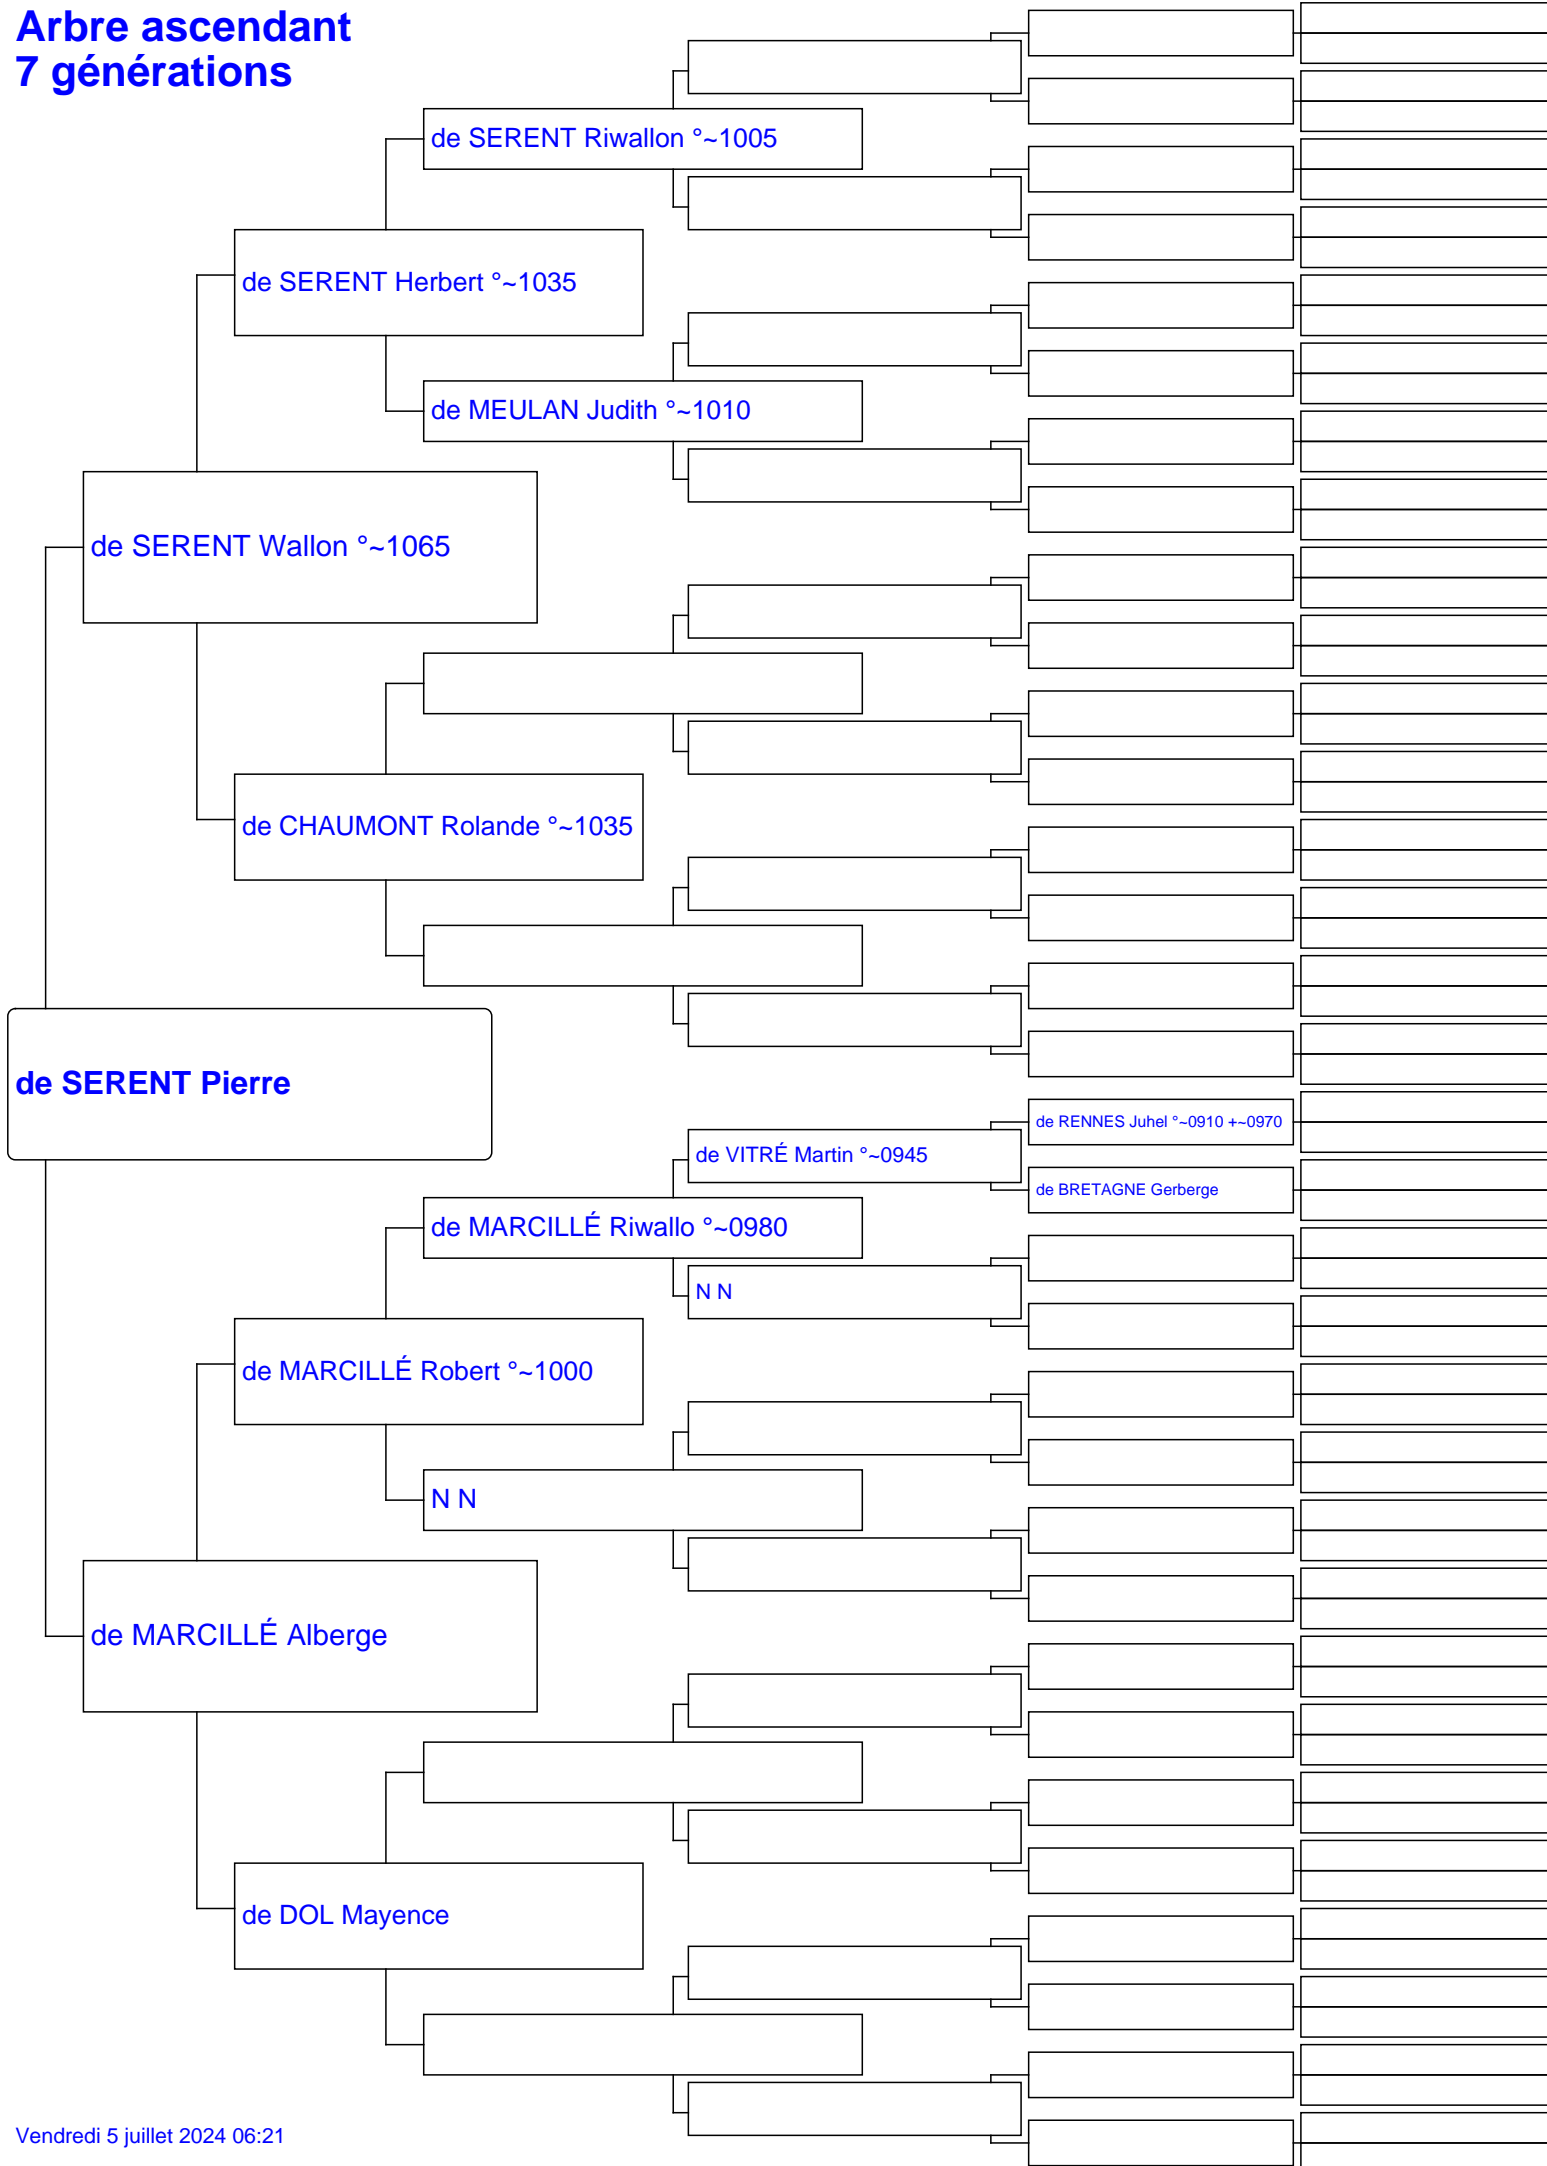 Arbre ascendant
7 générations
de SERENT Riwallon °~1005
de SERENT Herbert °~1035
de MEULAN Judith °~1010
de SERENT Wallon °~1065
de CHAUMONT Rolande °~1035
de SERENT Pierre
de RENNES Juhel °~0910 +~0970
de VITRÉ Martin °~0945
de BRETAGNE Gerberge
de MARCILLÉ Riwallo °~0980
N N
de MARCILLÉ Robert °~1000
N N
de MARCILLÉ Alberge
de DOL Mayence
Vendredi 5 juillet 2024 06:21